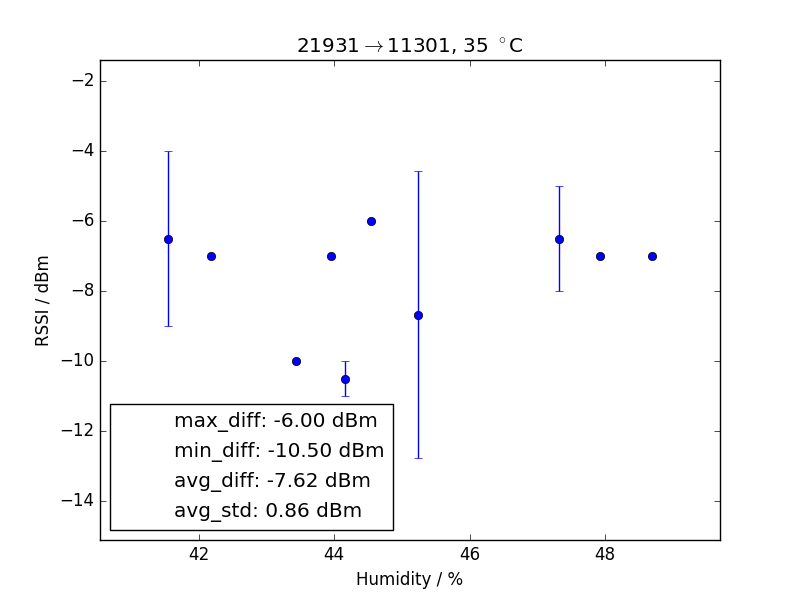 21931→11301, 35 °C
−2
−4
−6
−8
−10
−12
−14
RSSI / dBm
max_diff: -6.00 dBm
min_diff: -10.50 dBm
avg_diff: -7.62 dBm
avg_std: 0.86 dBm
42 44 46 48
Humidity / %